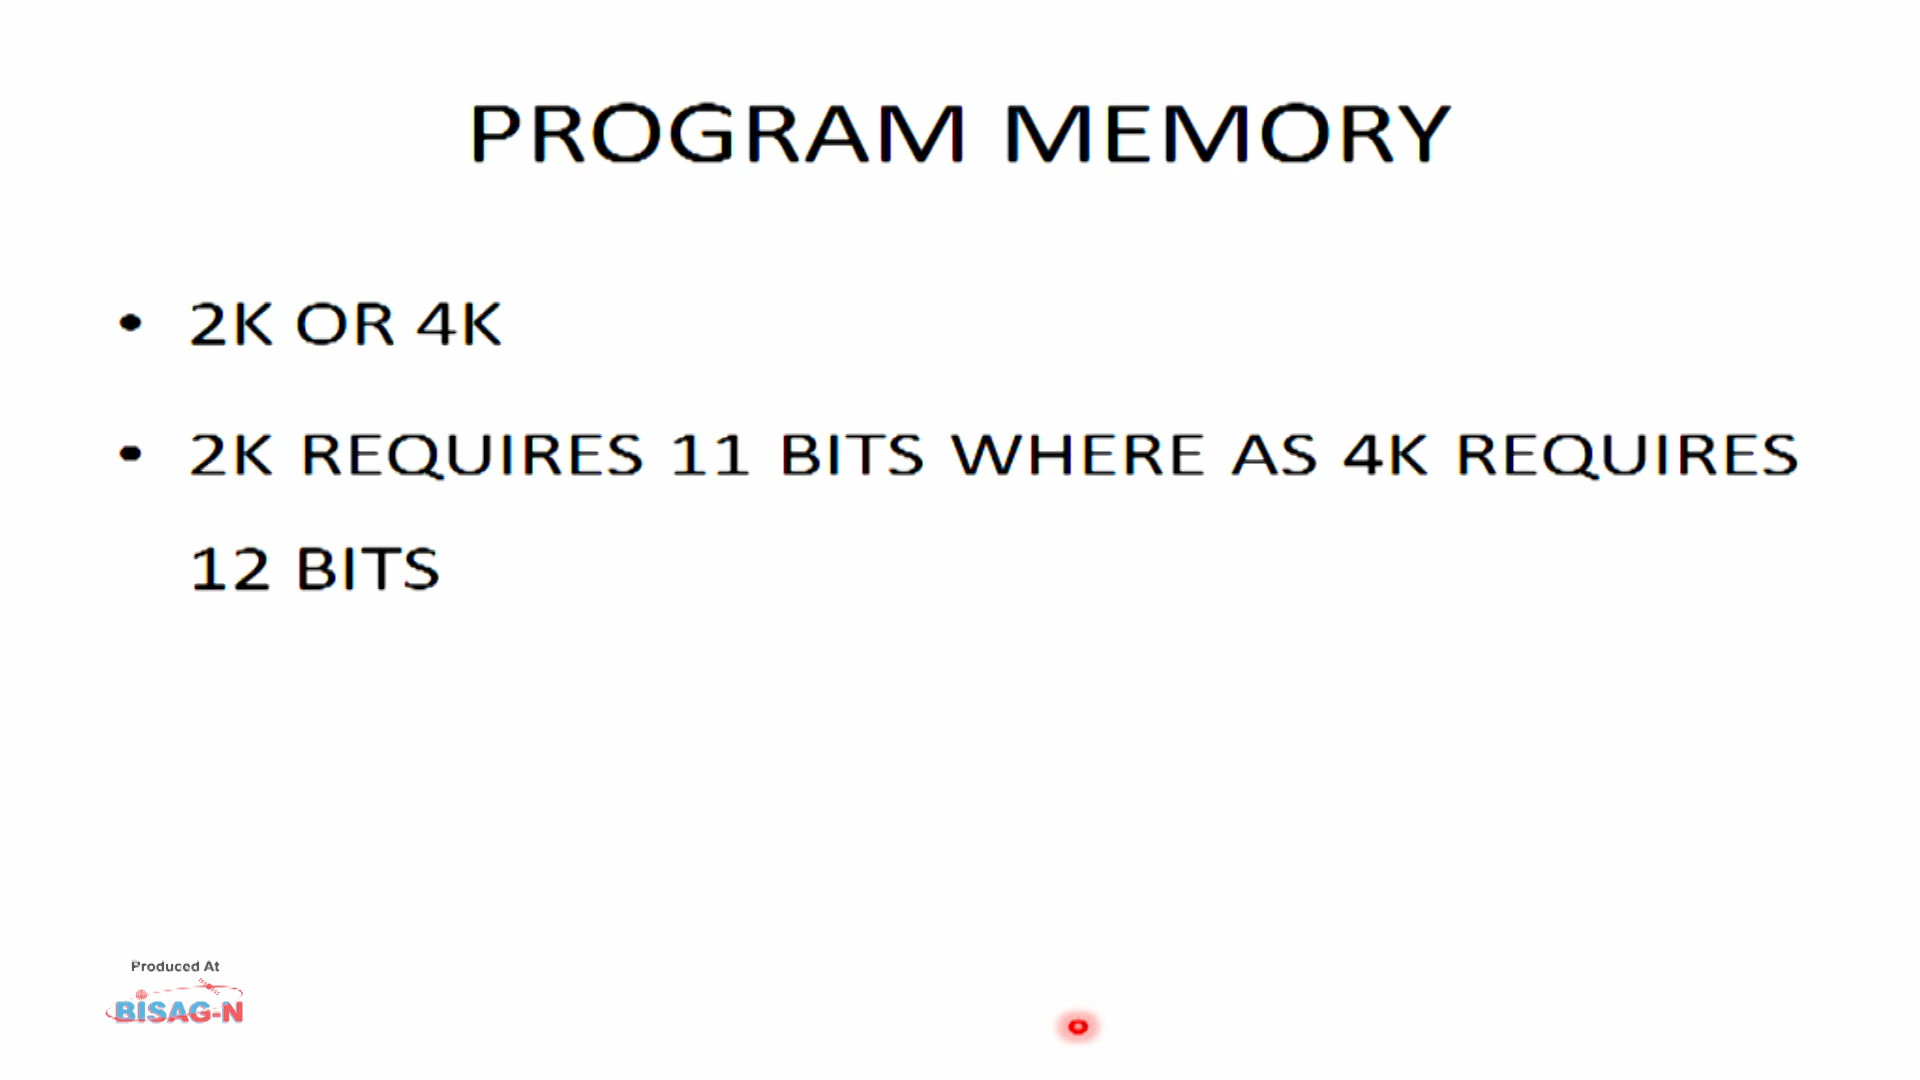 PROGRAM MEMORY
• 2K OR 4K
• 2K REQUIRES 11 BITS WHERE AS 4K REQUIRES
12 BITS
Produced At
BISAG-N